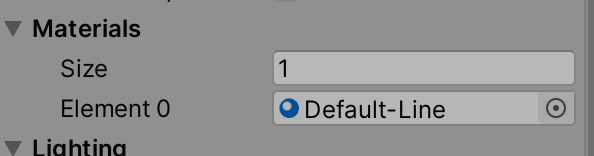 Materials
Size 1
Element 0 Default-Line
Lighting